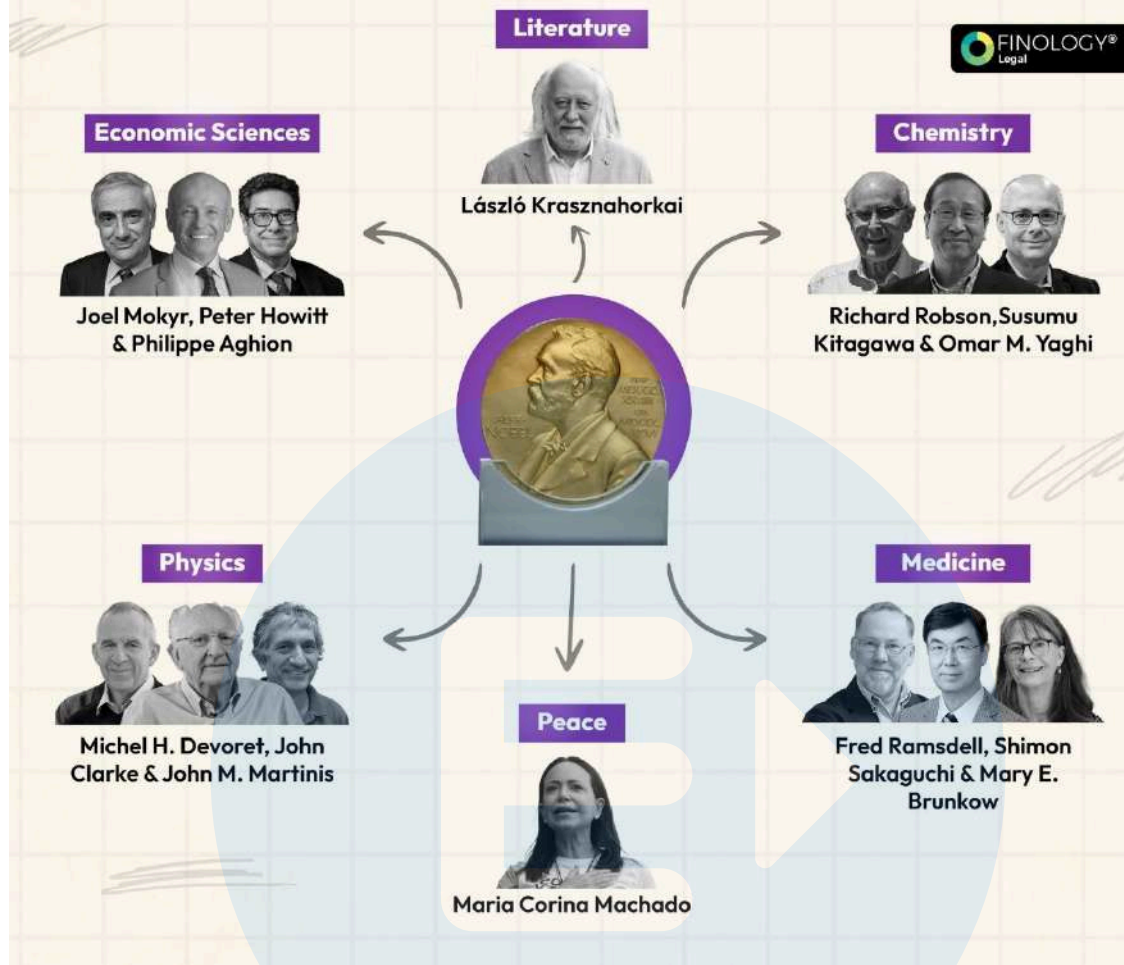 Literature
FINOLOGY®
Legal
Economic Sciences
Chemistry
László Krasznahorkai
Joel Mokyr, Peter Howitt
& Philippe Aghion
Richard Robson,Susumu
Kitagawa & Omar M. Yaghi
NOBEL
Physics
Medicine
Michel H. Devoret, John
Clarke & John M. Martinis
Peace
Fred Ramsdell, Shimon
Sakaguchi & Mary E.
Brunkow
Maria Corina Machado